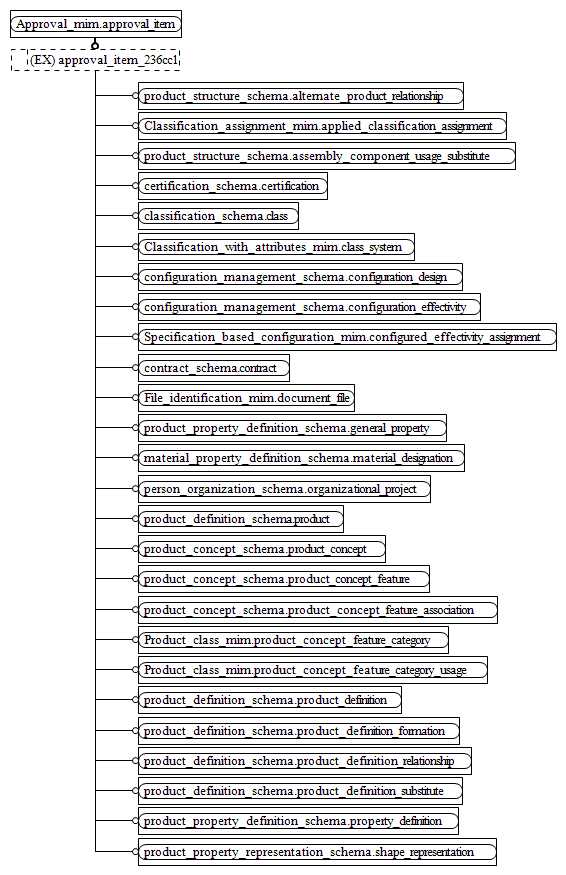 Approval_mim.approval_item
(EX) approval_item_236cc1
product_structure_schema.alternate_product_relationship
Classification_assignment_mim.applied_classification_assignment
product_structure_schema.assembly_component_usage_substitute
certification_schema.certification
classification_schema.class
Classification_with_attributes_mim.class_system
configuration_management_schema.configuration_design
configuration_management_schema.configuration_effectivity
Specification_based_configuration_mim.configured_effectivity_assignment
contract_schema.contract
File_identification_mim.document_file
product_property_definition_schema.general_property
material_property_definition_schema.material_designation
person_organization_schema.organizational_project
product_definition_schema.product
product_concept_schema.product_concept
product_concept_schema.product_concept_feature
product_concept_schema.product_concept_feature_association
Product_class_mim.product_concept_feature_category
Product_class_mim.product_concept_feature_category_usage
product_definition_schema.product_definition
product_definition_schema.product_definition_formation
product_definition_schema.product_definition_relationship
product_definition_schema.product_definition_substitute
product_property_definition_schema.property_definition
product_property_representation_schema.shape_representation